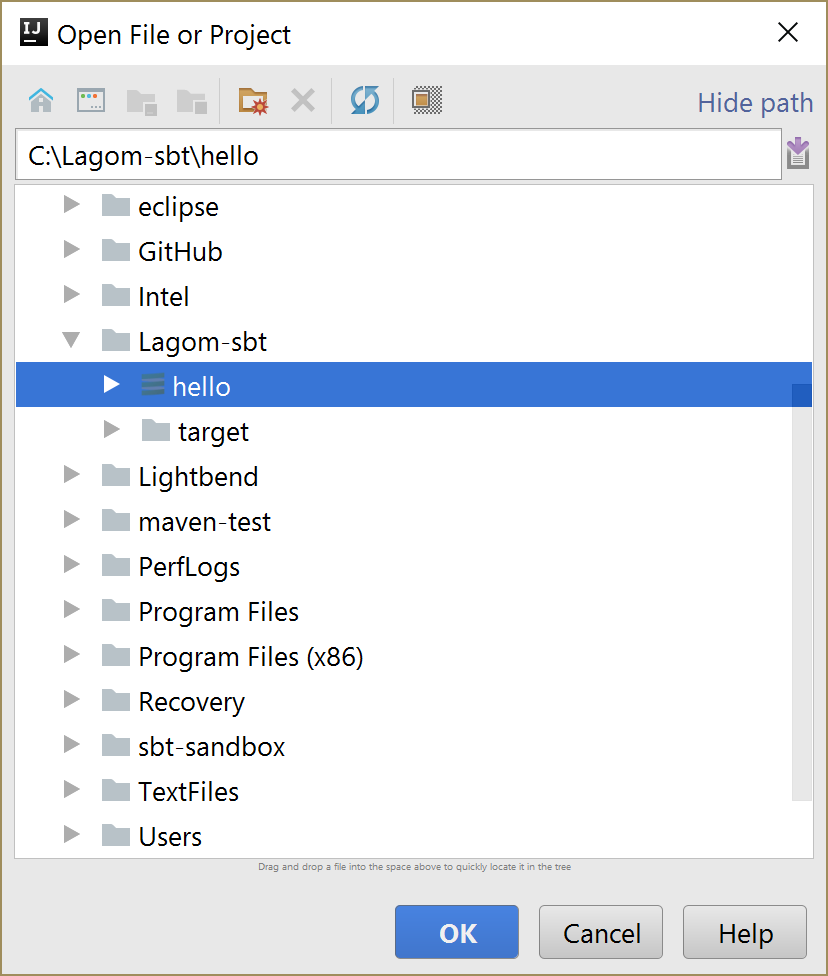 IJ
Open File or Project
Hide path
C:\Lagom-sbt\hello
eclipse
GitHub
Intel
Lagom-sbt
hello
target
Lightbend
maven-test
PerfLogs
Program Files
Program Files (x86)
Recovery
sbt-sandbox
TextFiles
Users
Drag and drop a file into the space above to quickly locate it in the tree
OK
Cancel
Help